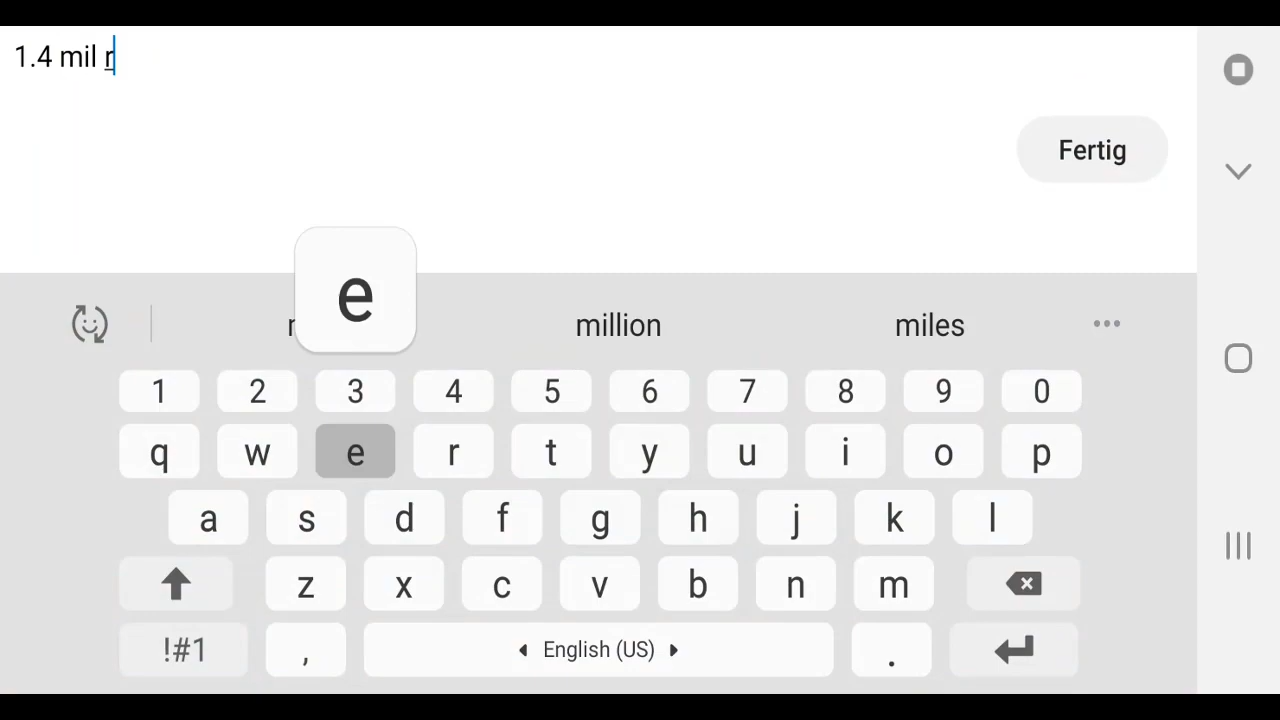 1.4 mil r
Fertig
e
million miles
1 2 3 4 5 6 7 8 9 0
q w e r t y u i o p
a s d f g h j k l
z x c v b n m
!#1 , English (US) .